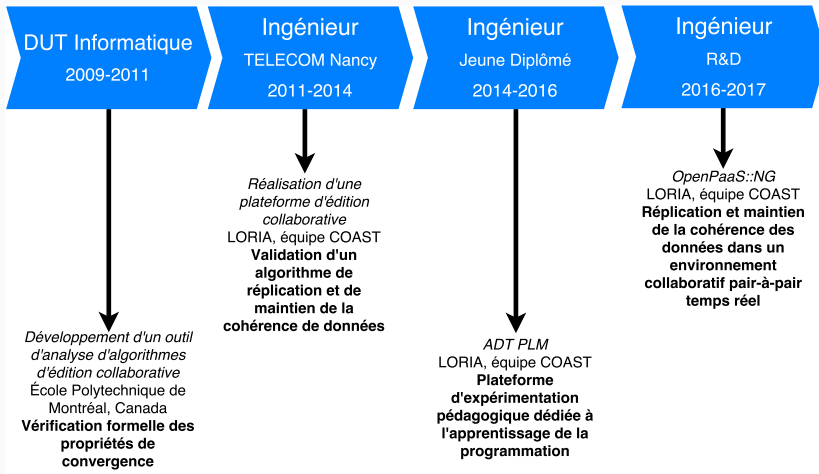 DUT Informatique
2009-2011
Ingénieur
TELECOM Nancy
2011-2014
Ingénieur
Jeune Diplômé
2014-2016
Ingénieur
R&D
2016-2017
Développement d'un outil
d'analyse d'algorithmes
d'édition collaborative
École Polytechnique de
Montréal, Canada
Vérification formelle des
propriétés de
convergence
Réalisation d'une
plateforme d'édition
collaborative
LORIA, équipe COAST
Validation d'un
algorithme de
réplication et de
maintien de la
cohérence de données
ADT PLM
LORIA, équipe COAST
Plateforme
d'expérimentation
pédagogique dédiée à
l'apprentissage de la
programmation
OpenPaaS::NG
LORIA, équipe COAST
Réplication et maintien
de la cohérence des
données dans un
environnement
collaboratif pair-à-pair
temps réel